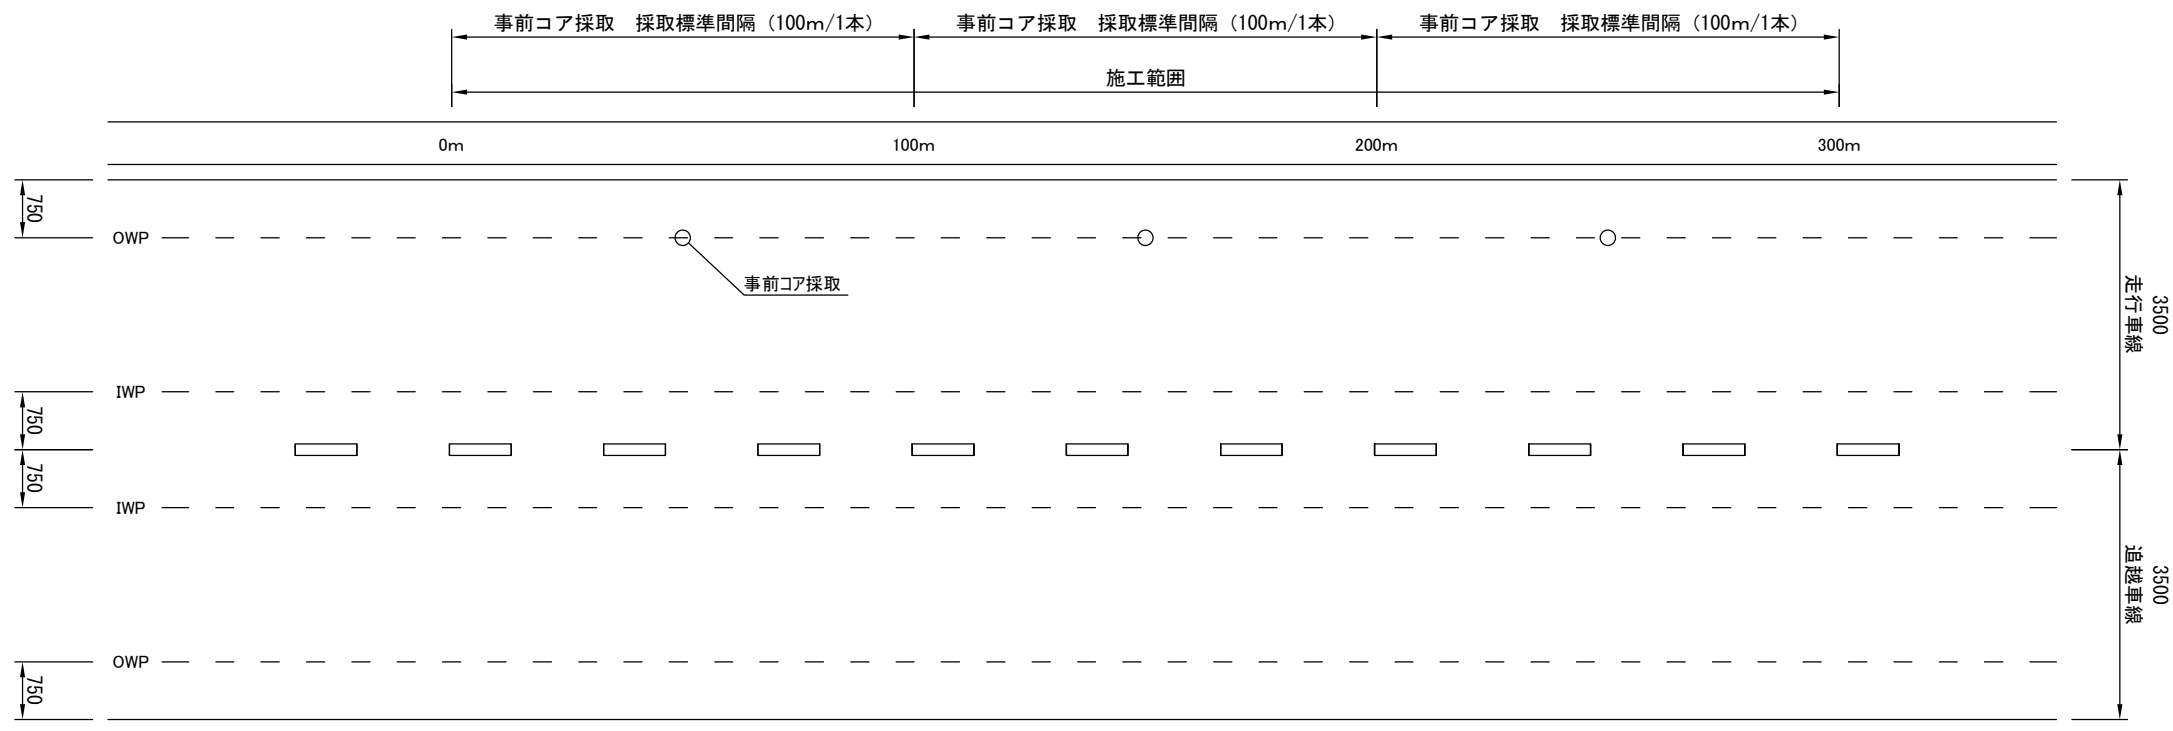 事前コア採取　採取標準間隔（100m/1本）
事前コア採取　採取標準間隔（100m/1本）
事前コア採取　採取標準間隔（100m/1本）
施工範囲
0m
100m
200m
300m
750
OWP
事前コア採取
3500
走行車線
IWP
750
750
IWP
3500
追越車線
OWP
750